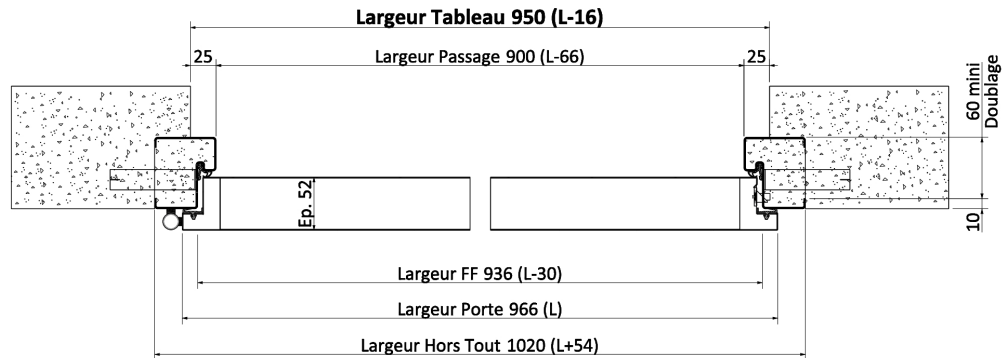 Largeur Tableau 950 (L-16)
25
Largeur Passage 900 (L-66)
25
60 mini
Doublage
Ep. 52
10
Largeur FF 936 (L-30)
Largeur Porte 966 (L)
Largeur Hors Tout 1020 (L+54)